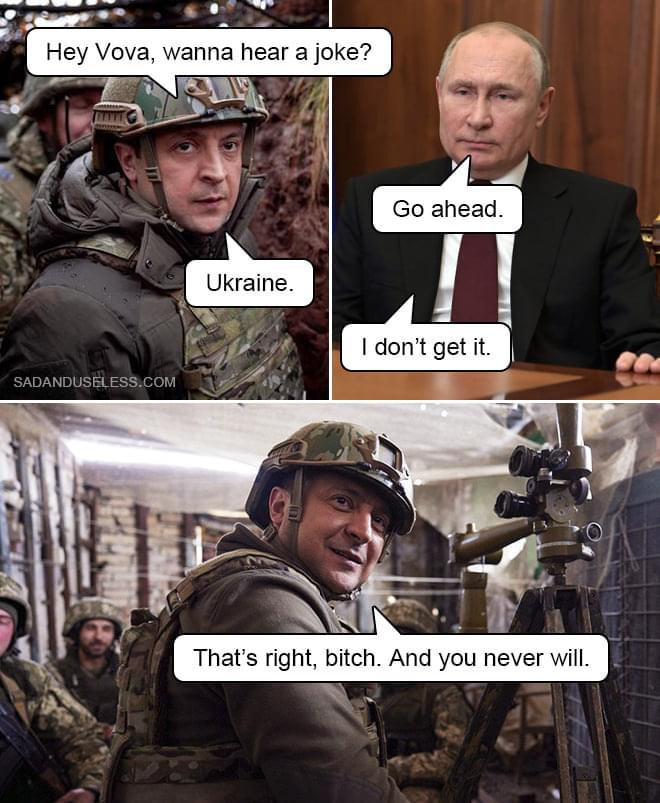 Hey Vova, wanna hear a joke?
Ukraine.
SADANDUSELESS.COM
Go ahead.
I don't get it.
That's right, bitch. And you never will.